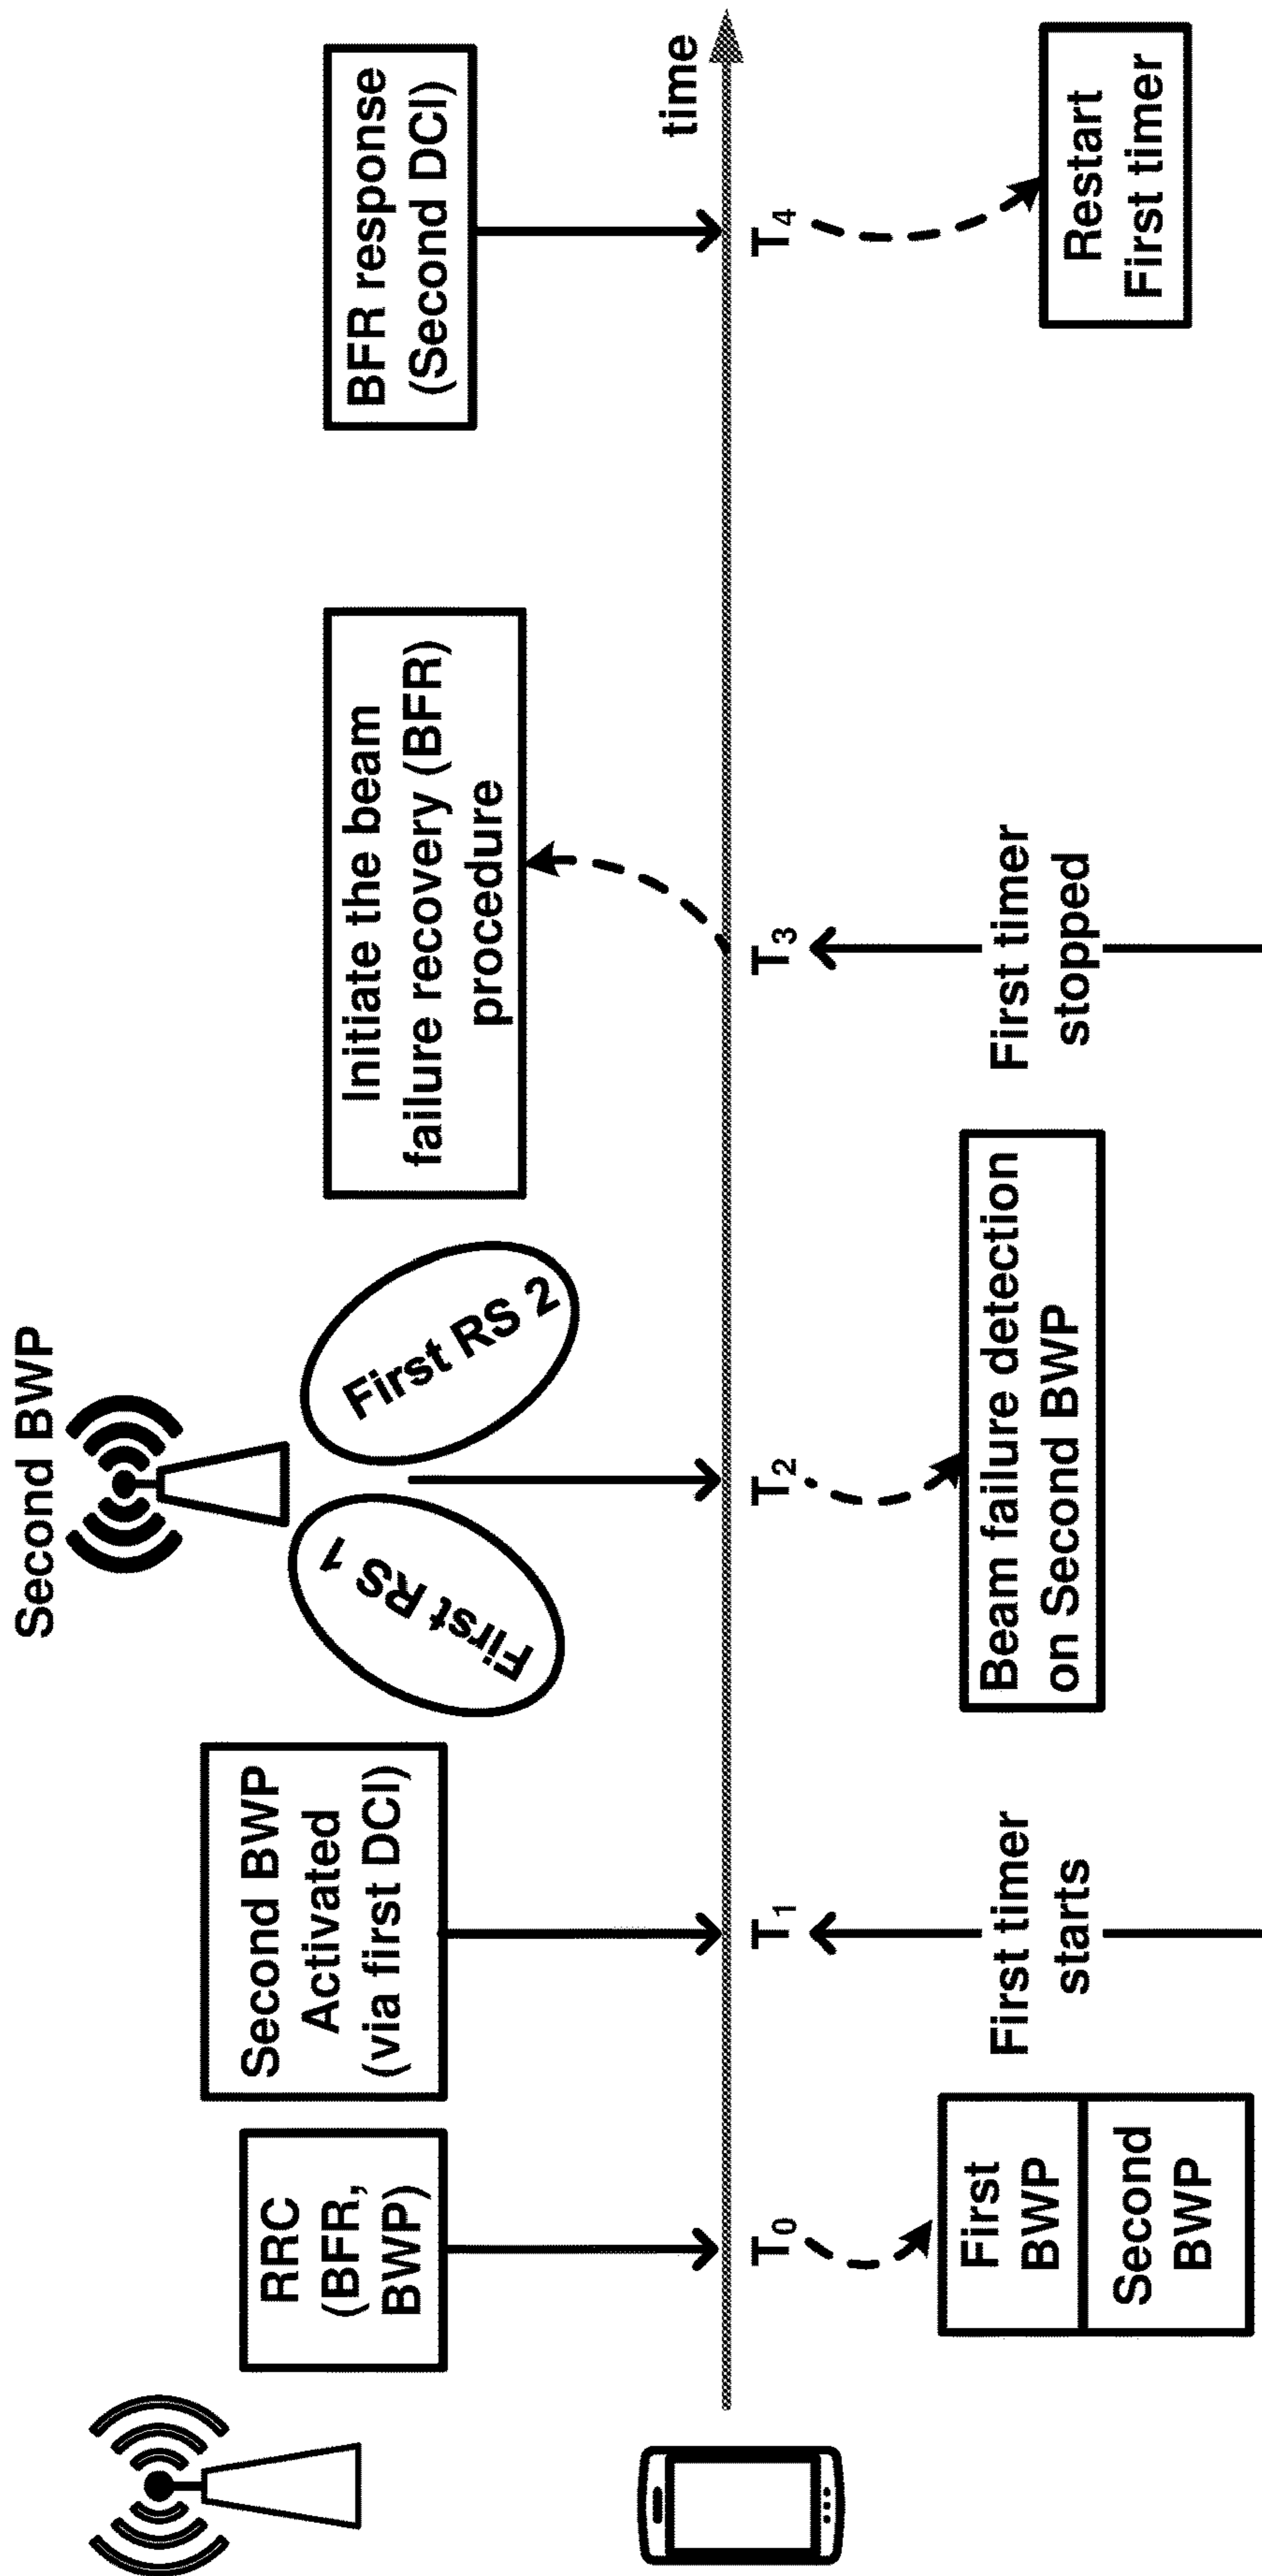 RRC
(BFR,
BWP)
Second BWP
Activated
(via first DCI)
Second BWP
First RS 1
First RS 2
Initiate the beam
failure recovery (BFR)
procedure
BFR response
(Second DCI)
time
T0
T1
T2
T3
T4
First
BWP
Second
BWP
First timer
starts
Beam failure detection
on Second BWP
First timer
stopped
Restart
First timer